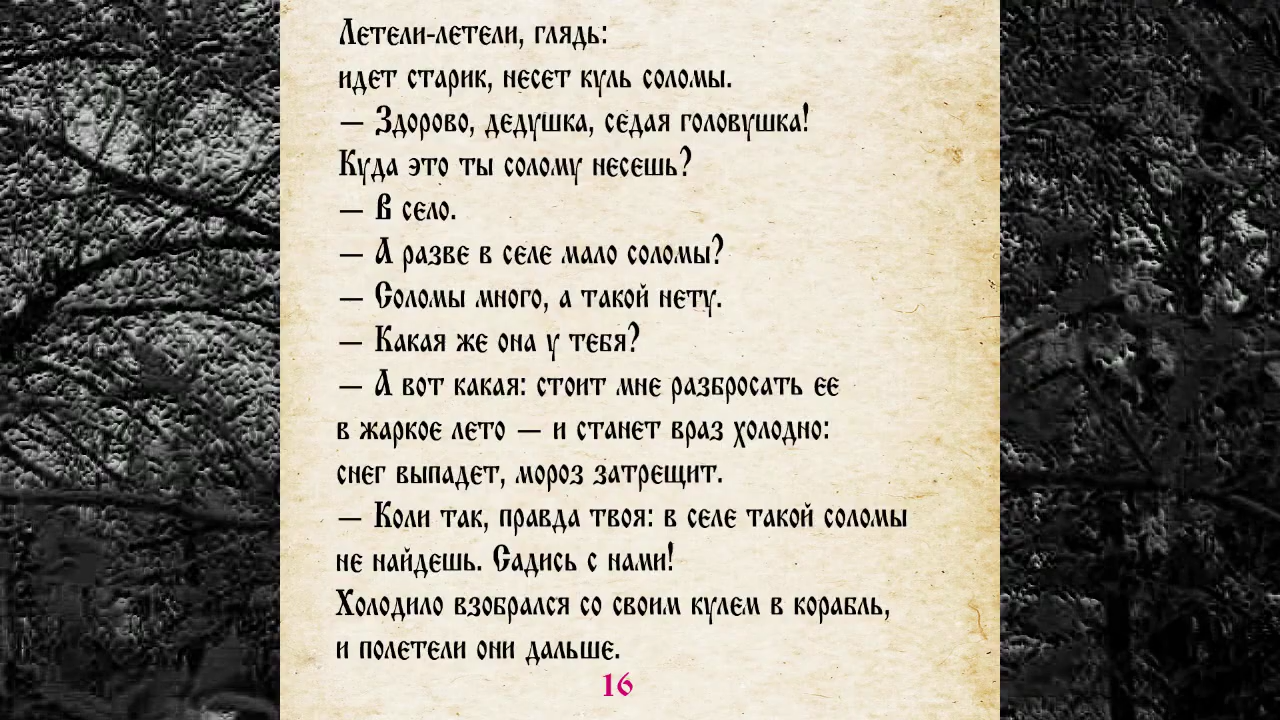 Летели-летели, глядь:
идет старик, несет куль соломы.
— Здорово, дедушка, седая головушка!
Куда это ты солому несешь?
— В село.
— А разве в селе мало соломы?
— Соломы много, а такой нету.
— Какая же она у тебя?
— А вот какая: стоит мне разбросать ее
в жаркое лето — и станет враз холодно:
снег выпадет, мороз затрещит.
— Коли так, правда твоя: в селе такой соломы
не найдешь. Садись с нами!
Холодило взобрался со своим кулем в корабль,
и полетели они дальше.
16